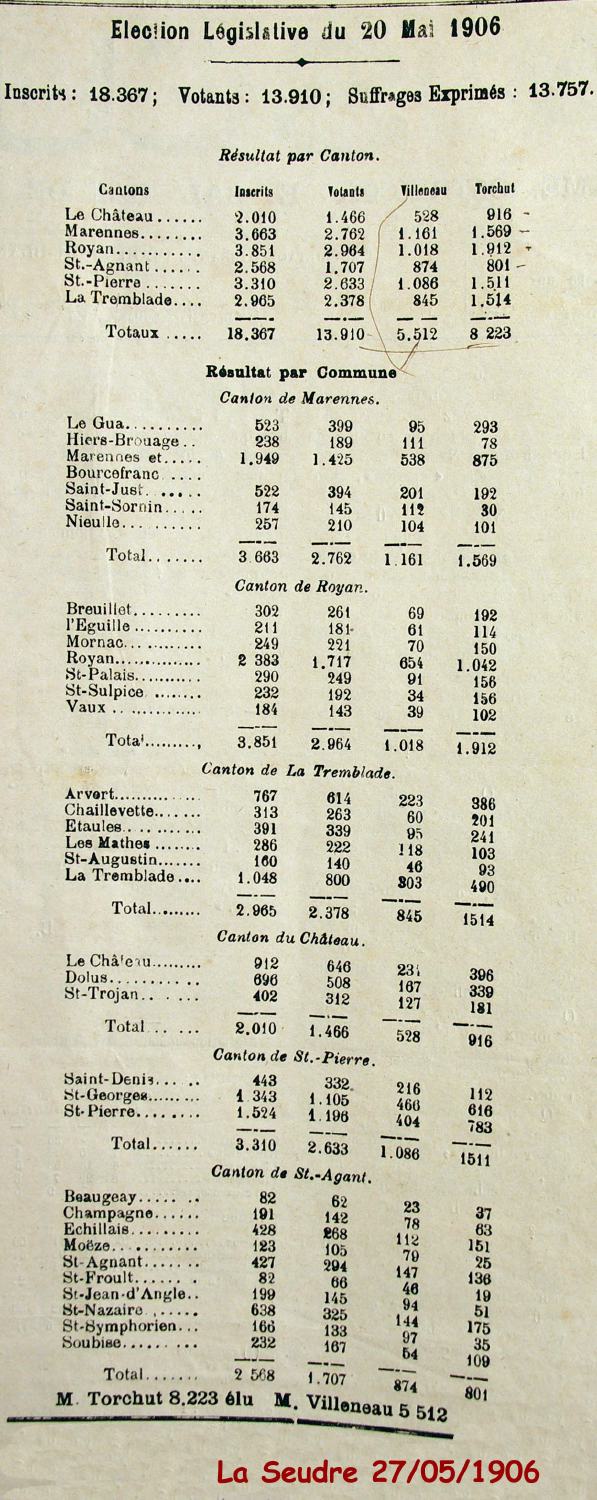 Election Législative du 20 Mai 1906
Inscrits : 18.367 ; Votants : 13.910 ; Suffrages Exprimés : 13.757.
Résultat par Canton.
Cantons Inscrits Votants Villeneau Torchut
Le Château ...... 2.010 1.466 528 916
Marennes........ 3.663 2.762 1.161 1.569
Royan........... 3.851 2.964 1.018 1.912
St.-Agnant ...... 2.568 1.707 874 801
St.-Pierre ....... 3.310 2.633 1.086 1.511
La Tremblade.... 2.965 2.378 845 1.514
Totaux ..... 18.367 13.910 5.512 8 223
Résultat par Commune
Canton de Marennes.
Le Gua.......... 523 399 95 293
Hiers-Brouage .. 238 189 111 78
Marennes et..... 1.949 1.425 538 875
Bourcefranc ....
Saint-Just. ..... 522 394 201 192
Saint-Sornin..... 174 145 112 30
Nieulle... ....... 257 210 104 101
Total........ 3 663 2.762 1.161 1.569
Canton de Royan.
Breuillet......... 302 261 69 192
l'Eguille .......... 211 181 61 114
Mornac........... 249 221 70 150
Royan.............. 2 383 1.717 654 1.042
St-Palais........... 290 249 91 156
St-Sulpice ........ 232 192 34 156
Vaux .............. 184 143 39 102
Total........., 3.851 2.964 1.018 1.912
Canton de La Tremblade.
Arvert.............. 767 614 223 386
Chaillevette....... 313 263 60 201
Etaules........... 391 339 95 241
Les Mathes ........ 286 222 118 103
St-Augustin....... 160 140 46 93
La Tremblade .... 1.048 800 303 490
Total......... 2.965 2.378 845 1514
Canton du Château.
Le Château......... 912 646 234 396
Dolus........... 696 508 167 339
St-Trojan.. . .... 402 312 127 181
Total ... ... 2.010 1.466 528 916
Canton de St.-Pierre.
Saint-Denis... .. 443 332 216 112
St-Georges........ 1 343 1.105 466 616
St-Pierre........ 1.524 1.196 404 783
Total...... 3.310 2.633 1.086 1511
Canton de St.-Agant.
Beaugeay...... .. 82 62 23 37
Champagne...... 191 142 78 63
Echillais......... 428 268 112 151
Moëze........... 123 105 79 25
St-Agnant....... 427 294 147 136
St-Froult...... . 82 66 46 19
St-Jean-d'Angle.. 199 145 94 51
St-Nazaire ...... 638 325 144 175
St-Symphorien... 166 133 97 35
Soubise......... 232 167 54 109
Total....... 2 568 1.707 874 801
M. Torchut 8.223 élu M. Villeneau 5 512
La Seudre 27/05/1906